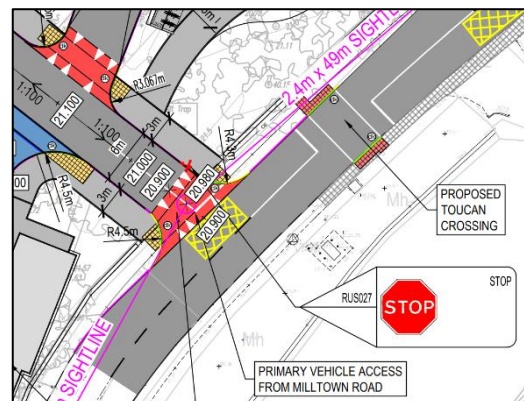 R3.067m
2.4m x 49m SIGHTLINE
1:100
21.100
1:100
3m
6m
21.000
20.900
R4.3m
20.980
20.900
R4.5m
3m
R4.5m
00
Mh
PROPOSED
TOUCAN
CROSSING
STOP
RUS027
STOP
Mh
SIGHTLINE
PRIMARY VEHICLE ACCESS
FROM MILLTOWN ROAD